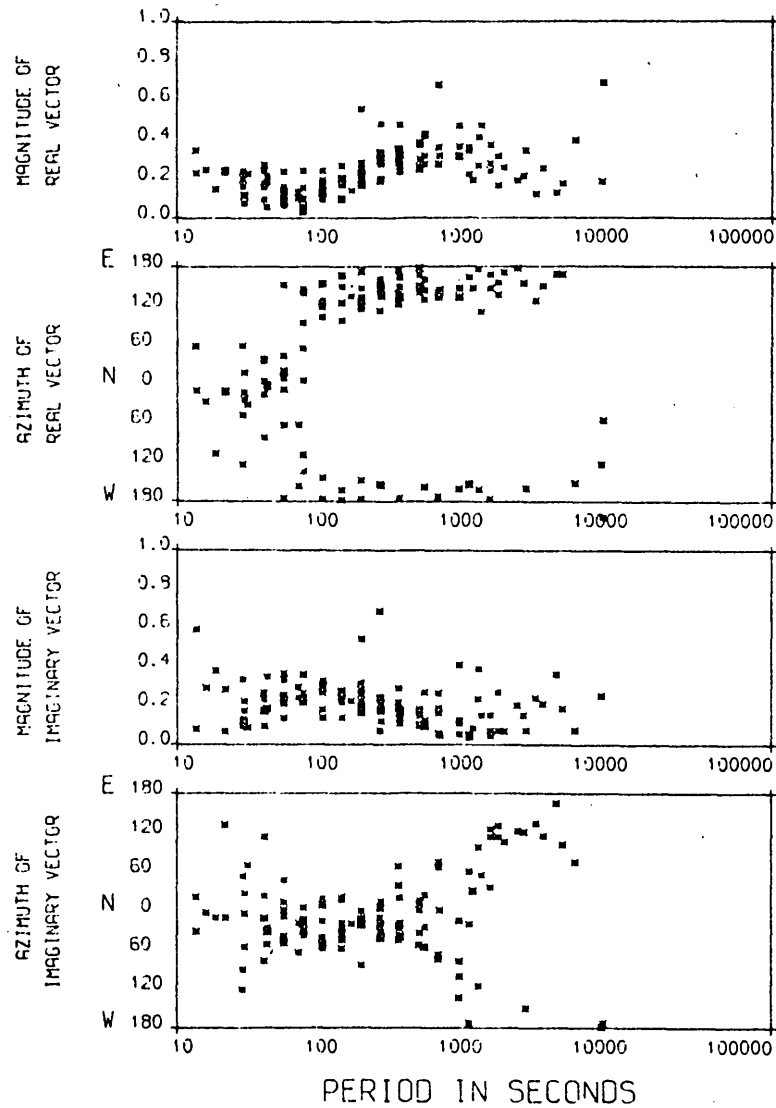 MAGNITUDE OF
REAL VECTOR
1.0
0.8
0.6
0.4
0.2
0.0
10 100 1000 10000 100000
AZIMUTH OF
REAL VECTOR
E 180
120
60
N 0
60
120
W 180
10 100 1000 10000 100000
MAGNITUDE OF
IMAGINARY VECTOR
1.0
0.8
0.6
0.4
0.2
0.0
10 100 1000 10000 100000
AZIMUTH OF
IMAGINARY VECTOR
E 180
120
60
N 0
60
120
W 180
10 100 1000 10000 100000
PERIOD IN SECONDS